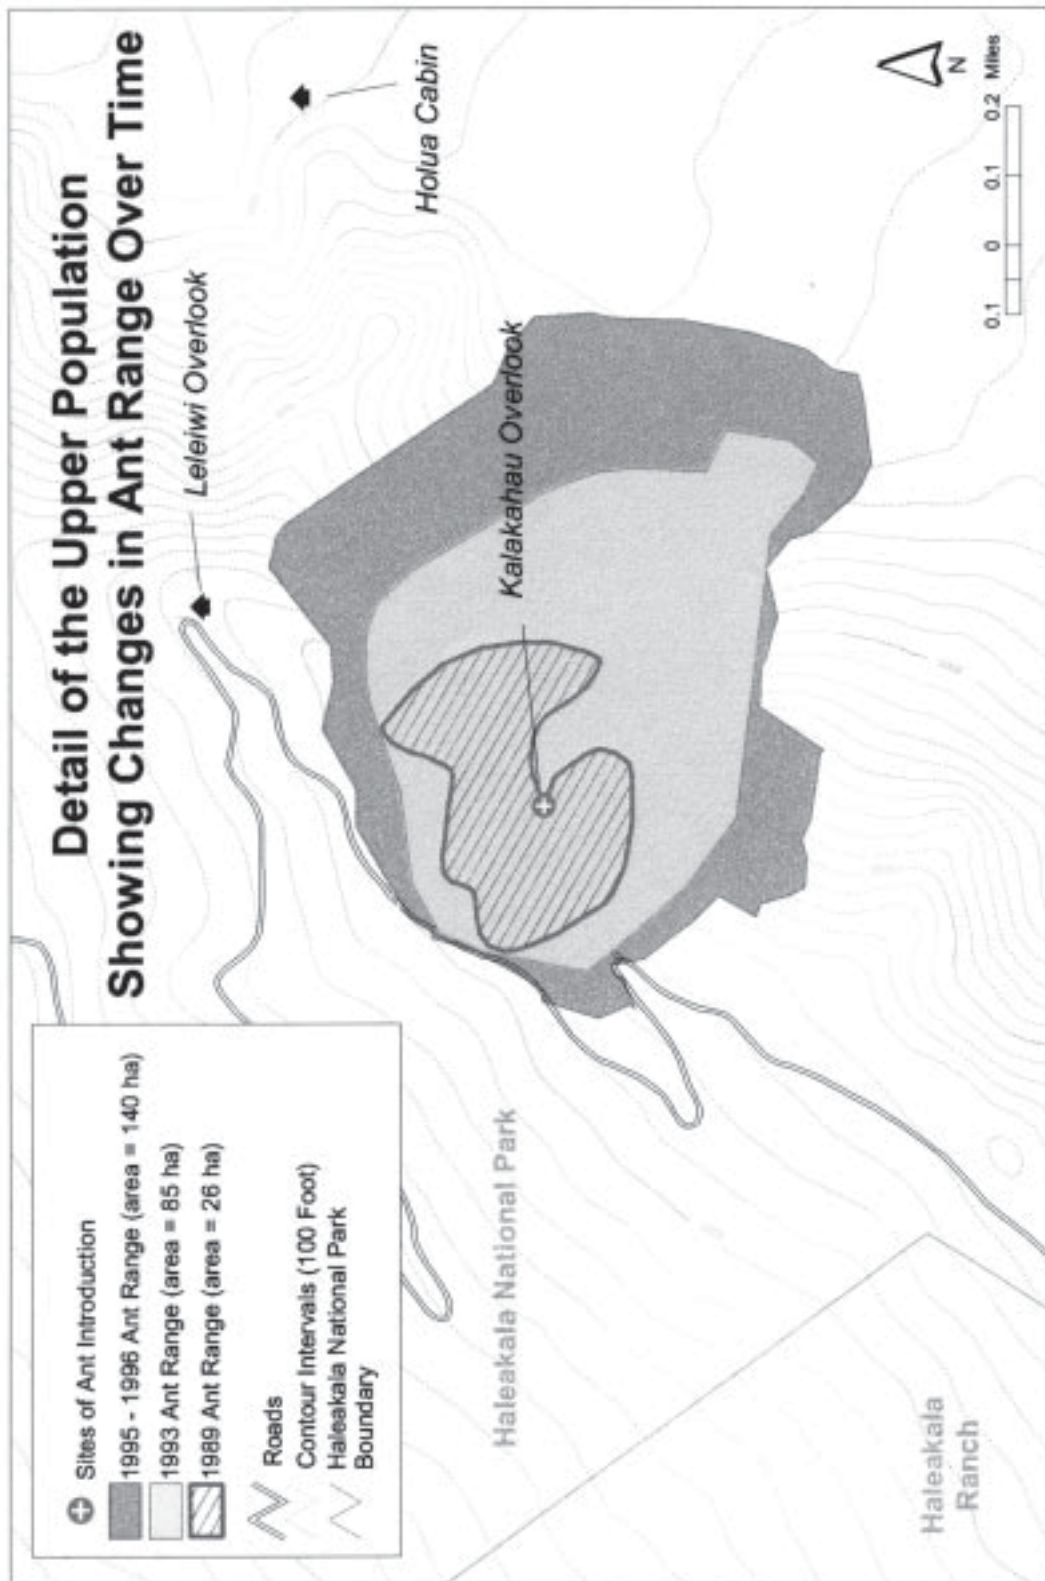 Detail of the Upper Population
Showing Changes in Ant Range Over Time
Sites of Ant Introduction
1995 - 1996 Ant Range (area = 140 ha)
1993 Ant Range (area = 85 ha)
1989 Ant Range (area = 26 ha)
Roads
Contour Intervals (100 Foot)
Haleakala National Park
Boundary
Leleiwi Overlook
Holua Cabin
Kalakahau Overlook
Haleakala National Park
Haleakala
Ranch
N
0.1 0 0.1 0.2 Miles